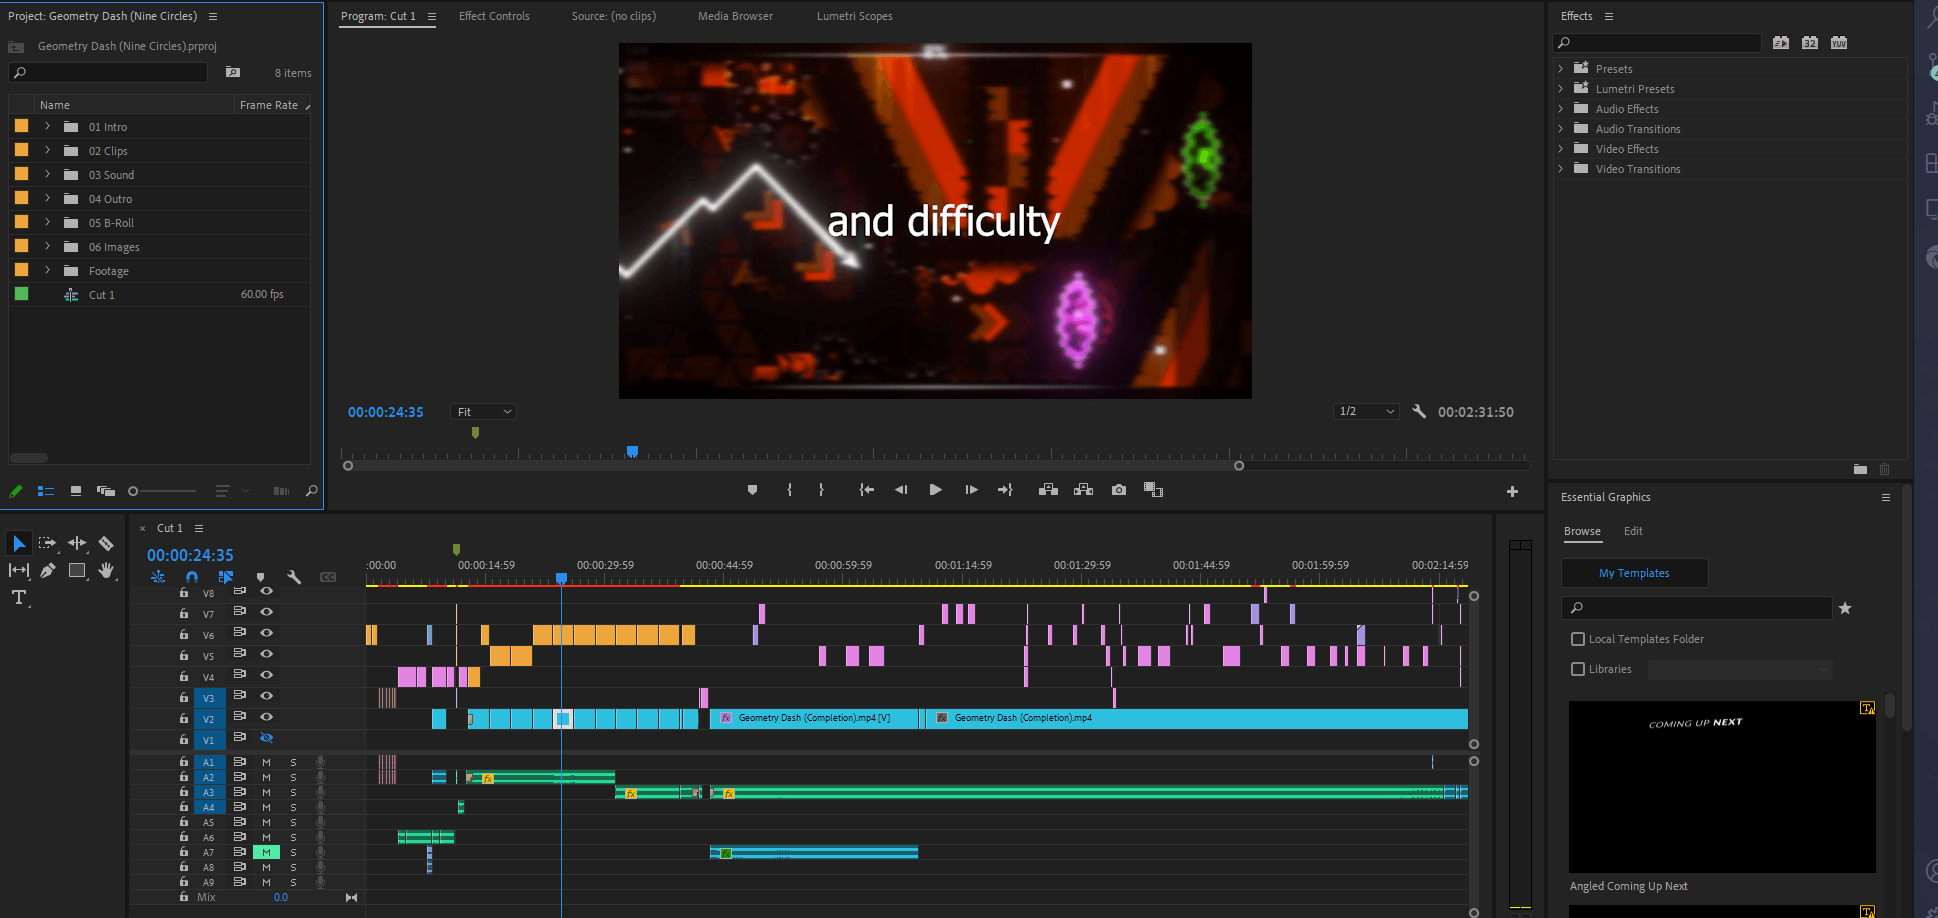 Project: Geometry Dash (Nine Circles)
Geometry Dash (Nine Circles).prproj
8 items
Name Frame Rate
01 Intro
02 Clips
03 Sound
04 Outro
05 B-Roll
06 Images
Footage
Cut 1 60.00 fps
Program: Cut 1 Effect Controls Source: (no clips) Media Browser Lumetri Scopes
and difficulty
00:00:24:35 Fit 1/2 00:02:31:50
Effects
32 YUV
Presets
Lumetri Presets
Audio Effects
Audio Transitions
Video Effects
Video Transitions
Essential Graphics
Browse Edit
My Templates
Local Templates Folder
Libraries
COMING UP NEXT
Angled Coming Up Next
T
× Cut 1
00:00:24:35
CC
:00:00 00:00:14:59 00:00:29:59 00:00:44:59 00:00:59:59 00:01:14:59 00:01:29:59 00:01:44:59 00:01:59:59 00:02:14:59
V8
V7
V6
V5
V4
V3
V2 fx Geometry Dash (Completion).mp4 [V] fx Geometry Dash (Completion).mp4
V1
A1 M S
A2 M S fx
A3 M S fx fx
A4 M S
A5 M S
A6 M S
A7 M S
A8 M S
A9 M S
Mix 0.0